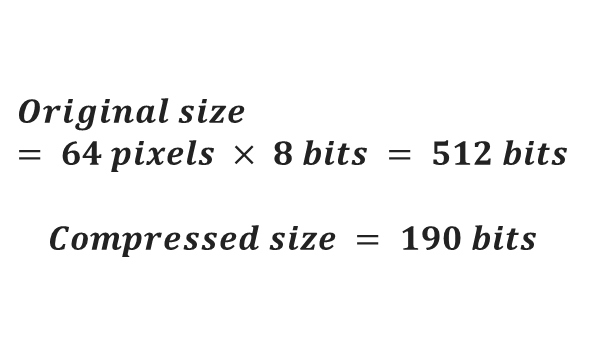 Original size
= 64 pixels × 8 bits = 512 bits
Compressed size = 190 bits